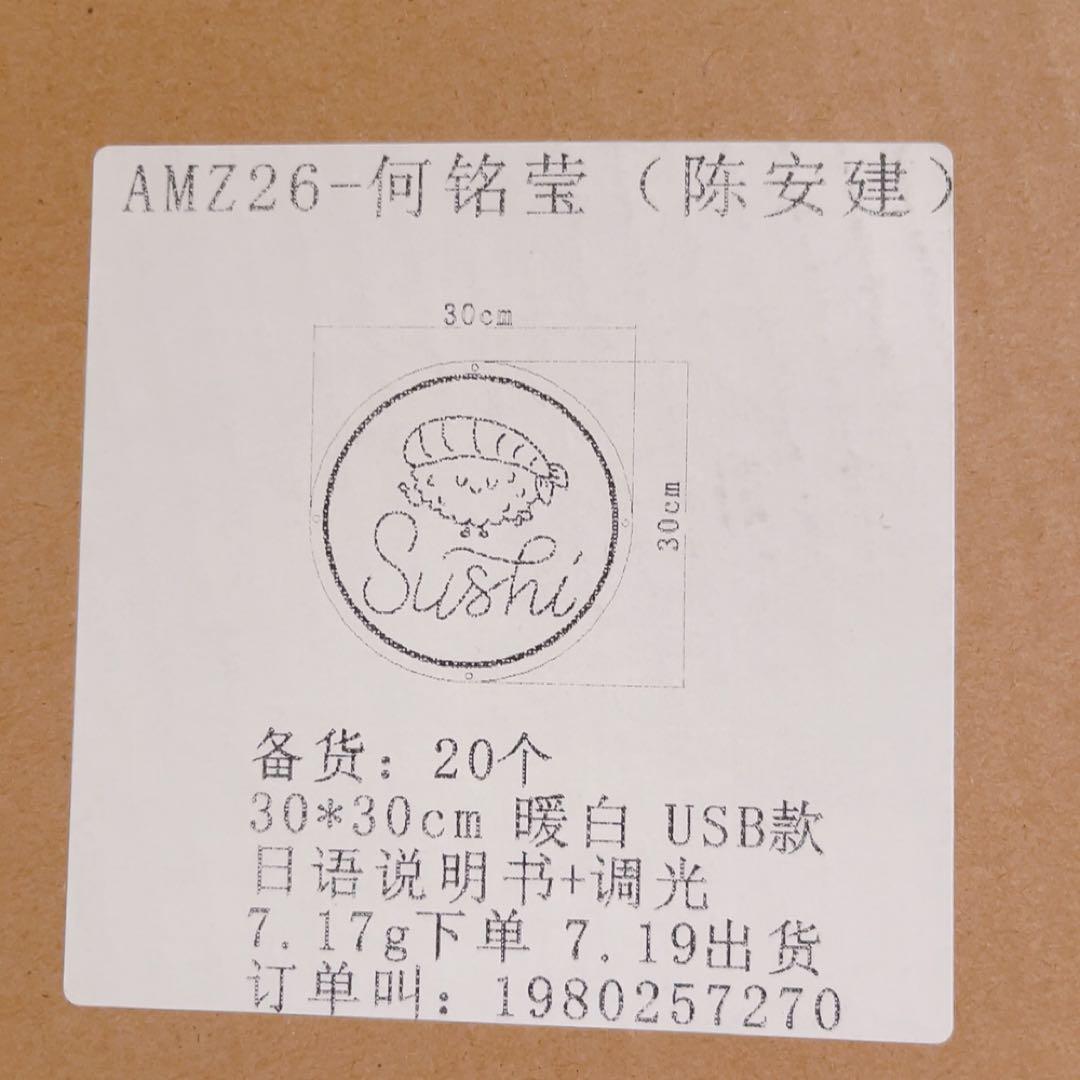 AMZ26-何铭莹（陈安建）
30cm
30cm
Sushi
备货：20个
30*30cm 暖白 USB款
日语说明书+调光
7.17g下单 7.19出货
订单叫：1980257270